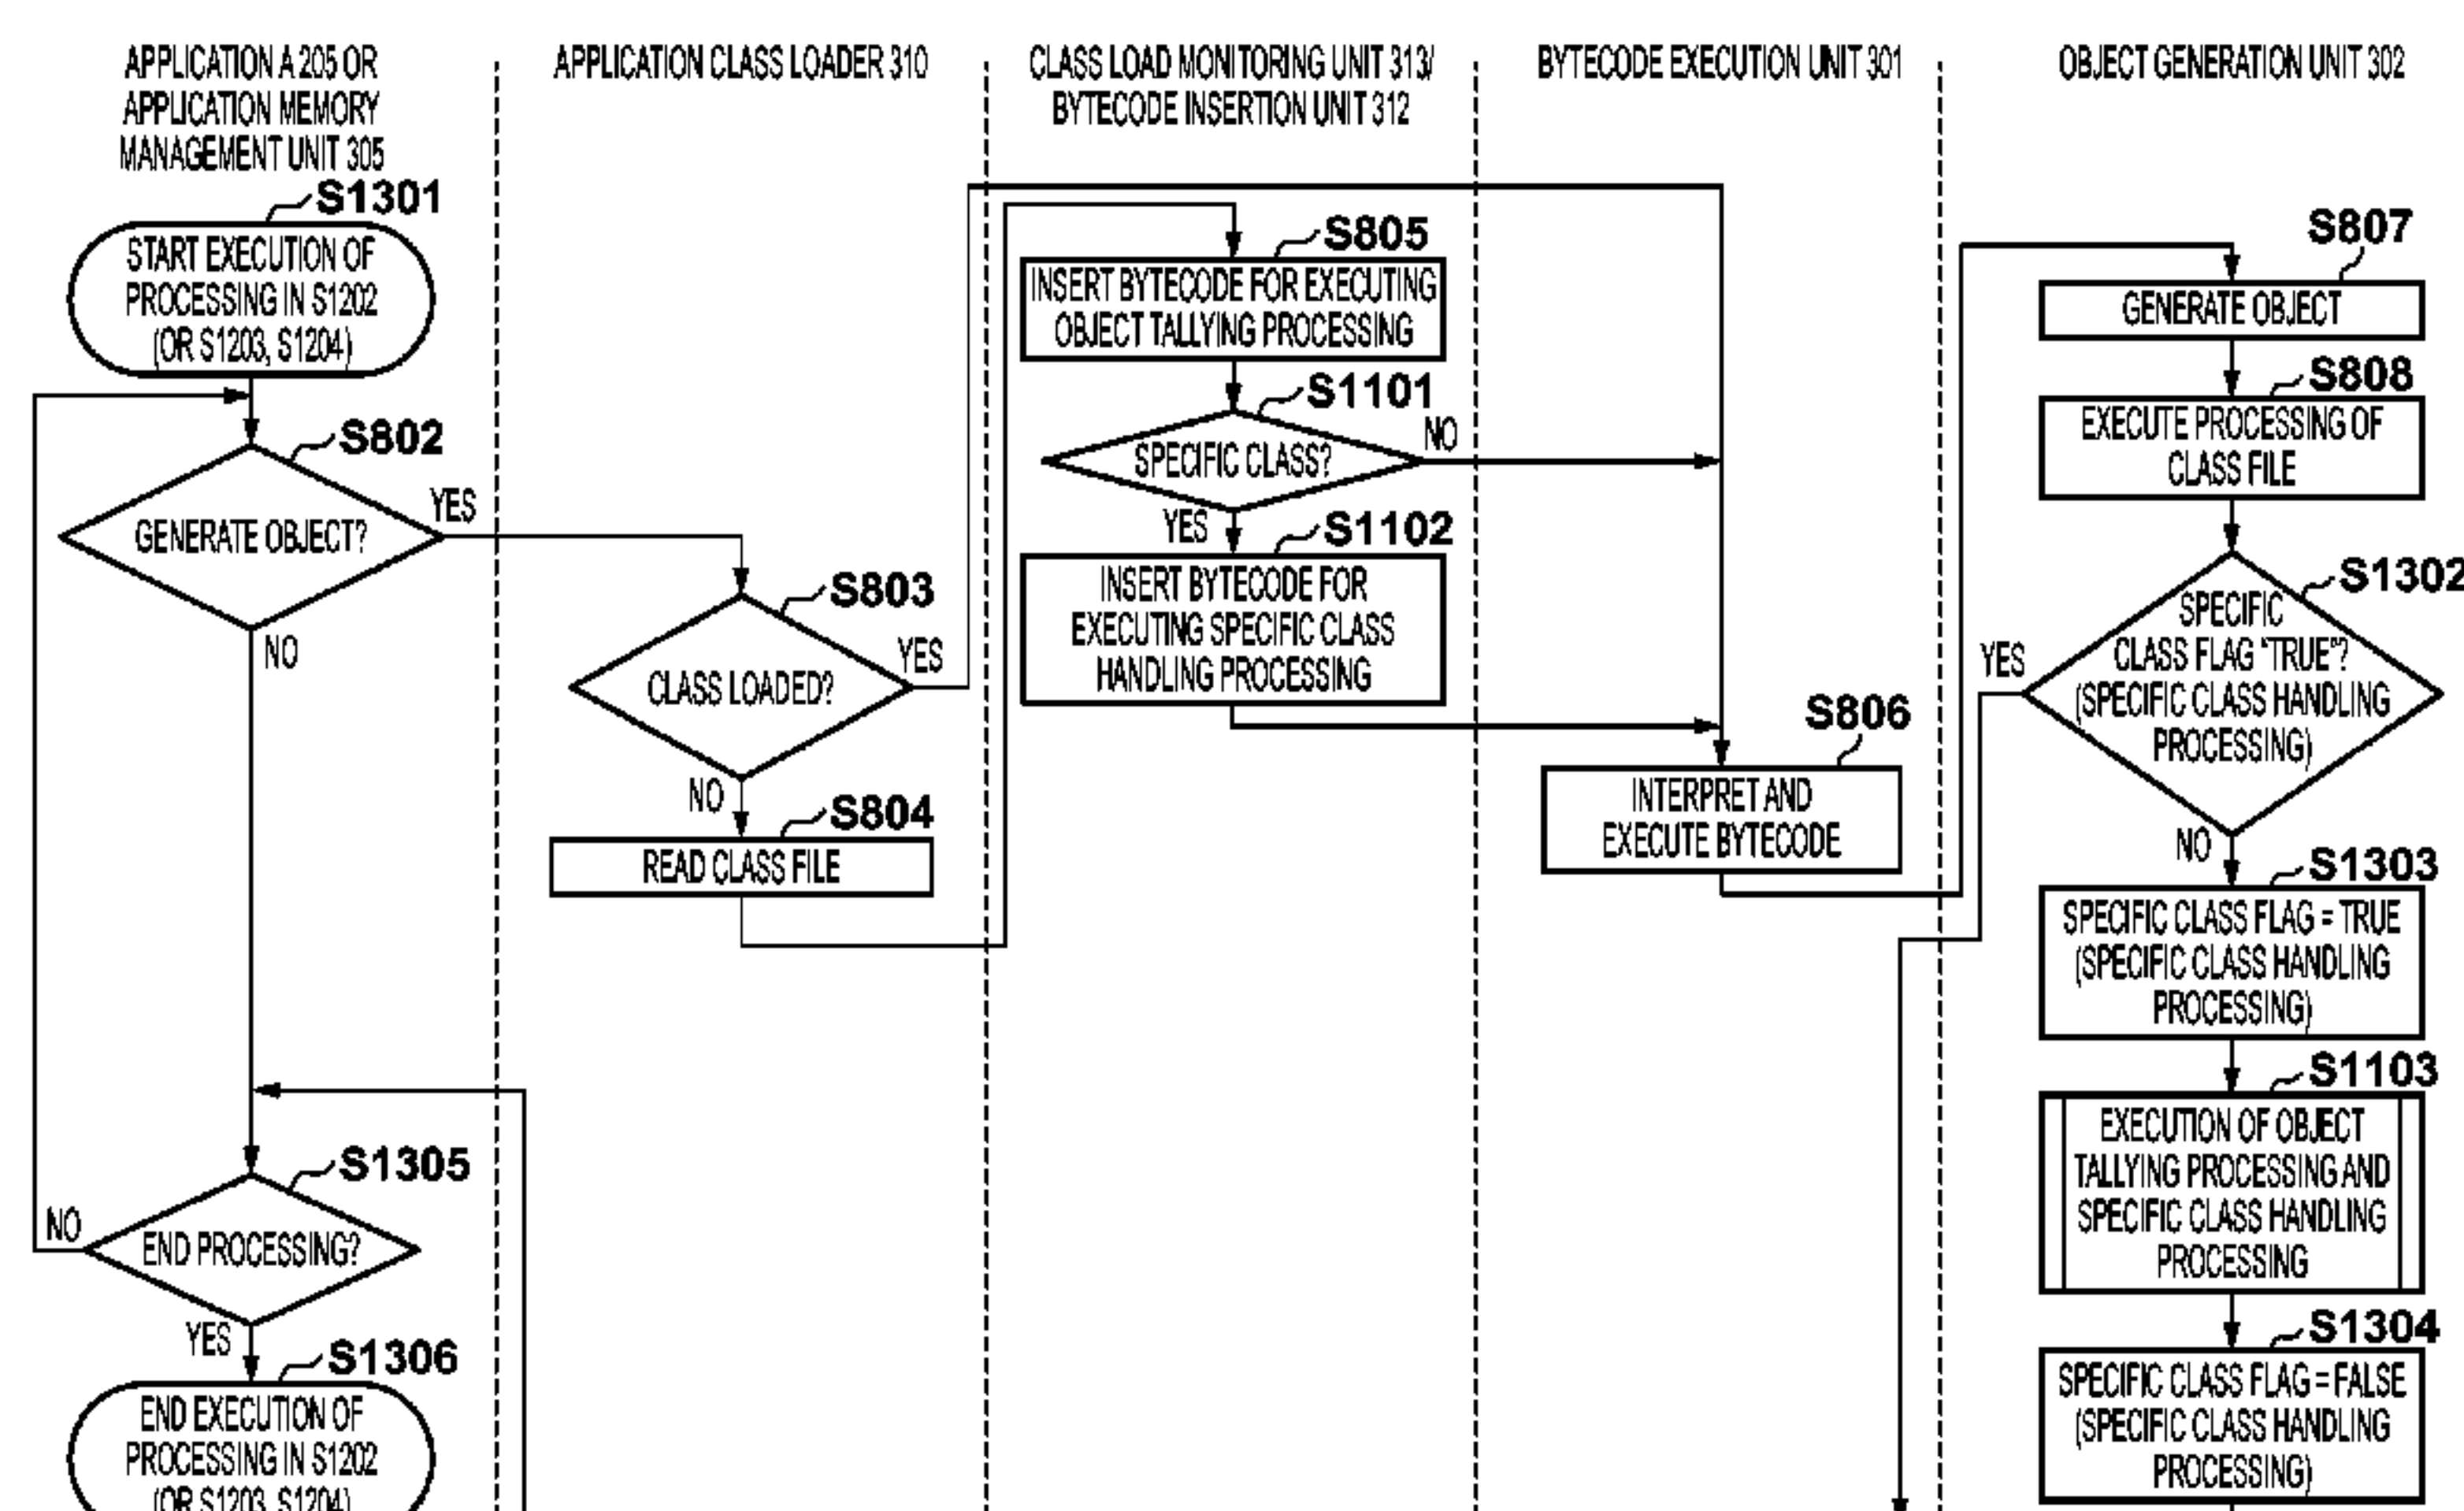 APPLICATION A 205 OR
APPLICATION MEMORY
MANAGEMENT UNIT 305
S1301
START EXECUTION OF
PROCESSING IN S1202
(OR S1203, S1204)
S802
GENERATE OBJECT?
YES
NO
S1305
END PROCESSING?
NO
YES
S1306
END EXECUTION OF
PROCESSING IN S1202
(OR S1203, S1204)
APPLICATION CLASS LOADER 310
S803
CLASS LOADED?
YES
NO
S804
READ CLASS FILE
CLASS LOAD MONITORING UNIT 313/
BYTECODE INSERTION UNIT 312
S805
INSERT BYTECODE FOR EXECUTING
OBJECT TALLYING PROCESSING
S1101
SPECIFIC CLASS?
NO
YES
S1102
INSERT BYTECODE FOR
EXECUTING SPECIFIC CLASS
HANDLING PROCESSING
BYTECODE EXECUTION UNIT 301
S806
INTERPRET AND
EXECUTE BYTECODE
OBJECT GENERATION UNIT 302
S807
GENERATE OBJECT
S808
EXECUTE PROCESSING OF
CLASS FILE
S1302
SPECIFIC
CLASS FLAG "TRUE"?
(SPECIFIC CLASS HANDLING
PROCESSING)
YES
NO
S1303
SPECIFIC CLASS FLAG = TRUE
(SPECIFIC CLASS HANDLING
PROCESSING)
S1103
EXECUTION OF OBJECT
TALLYING PROCESSING AND
SPECIFIC CLASS HANDLING
PROCESSING
S1304
SPECIFIC CLASS FLAG = FALSE
(SPECIFIC CLASS HANDLING
PROCESSING)